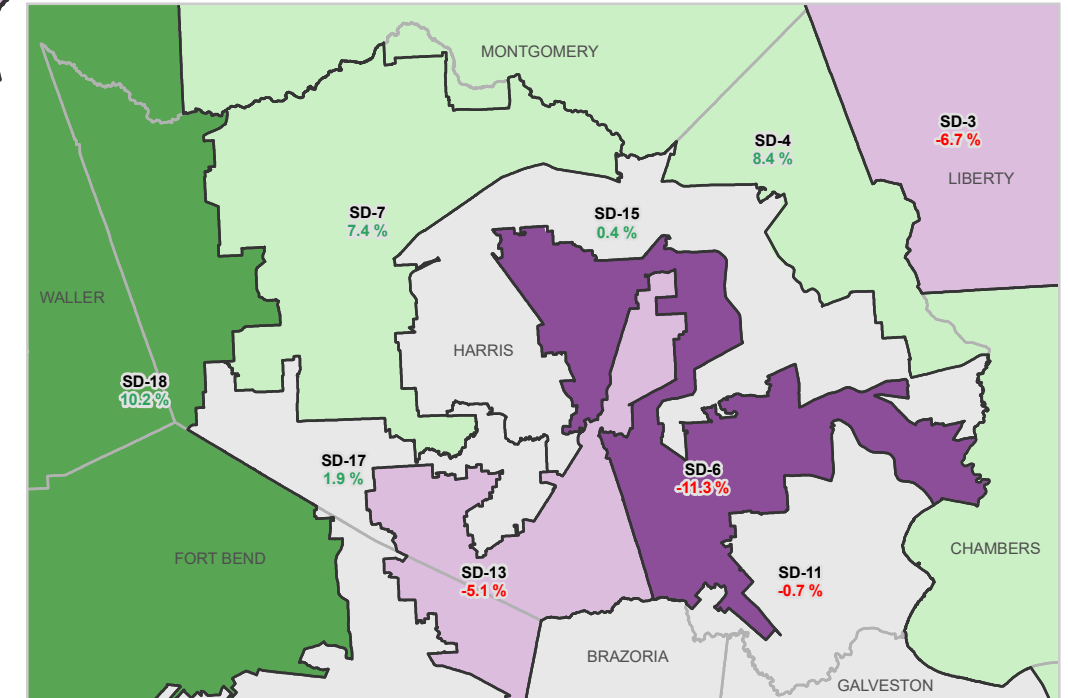 MONTGOMERY
SD-3
-6.7 %
SD-4
8.4 %
LIBERTY
SD-7
7.4 %
SD-15
0.4 %
WALLER
HARRIS
SD-18
10.2 %
SD-17
1.9 %
SD-6
-11.3 %
FORT BEND
CHAMBERS
SD-13
-5.1 %
SD-11
-0.7 %
BRAZORIA
GALVESTON